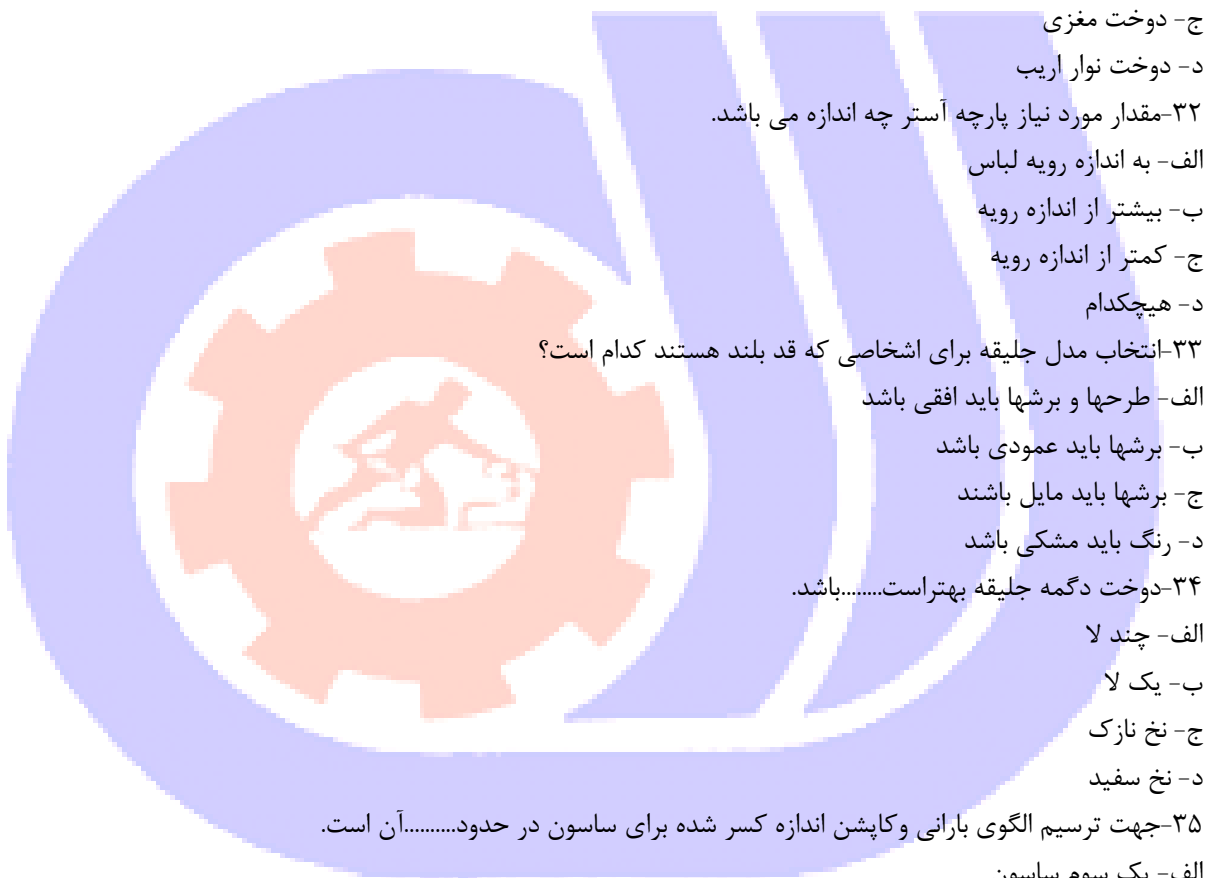 ج- دوخت مغزی
د- دوخت نوار اریب
۳۲-مقدار مورد نیاز پارچه آستر چه اندازه می باشد.
الف- به اندازه رویه لباس
ب- بیشتر از اندازه رویه
ج- کمتر از اندازه رویه
د- هیچکدام
۳۳-انتخاب مدل جلیقه برای اشخاصی که قد بلند هستند کدام است؟
الف- طرحها و برشها باید افقی باشد
ب- برشها باید عمودی باشد
ج- برشها باید مایل باشند
د- رنگ باید مشکی باشد
۳۴-دوخت دگمه جلیقه بهتراست........باشد.
الف- چند لا
ب- یک لا
ج- نخ نازک
د- نخ سفید
۳۵-جهت ترسیم الگوی بارانی وکاپشن اندازه کسر شده برای ساسون در حدود..........آن است.
الف- یک سوم ساسون